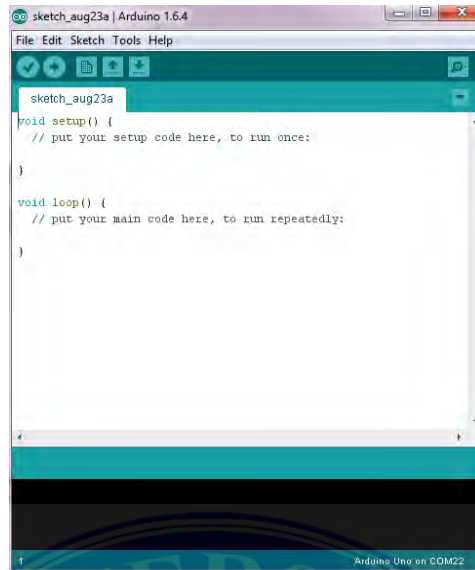 sketch_aug23a | Arduino 1.6.4
File Edit Sketch Tools Help
sketch_aug23a
void setup() {
// put your setup code here, to run once:
}
void loop() {
// put your main code here, to run repeatedly:
}
1
Arduino Uno on COM22